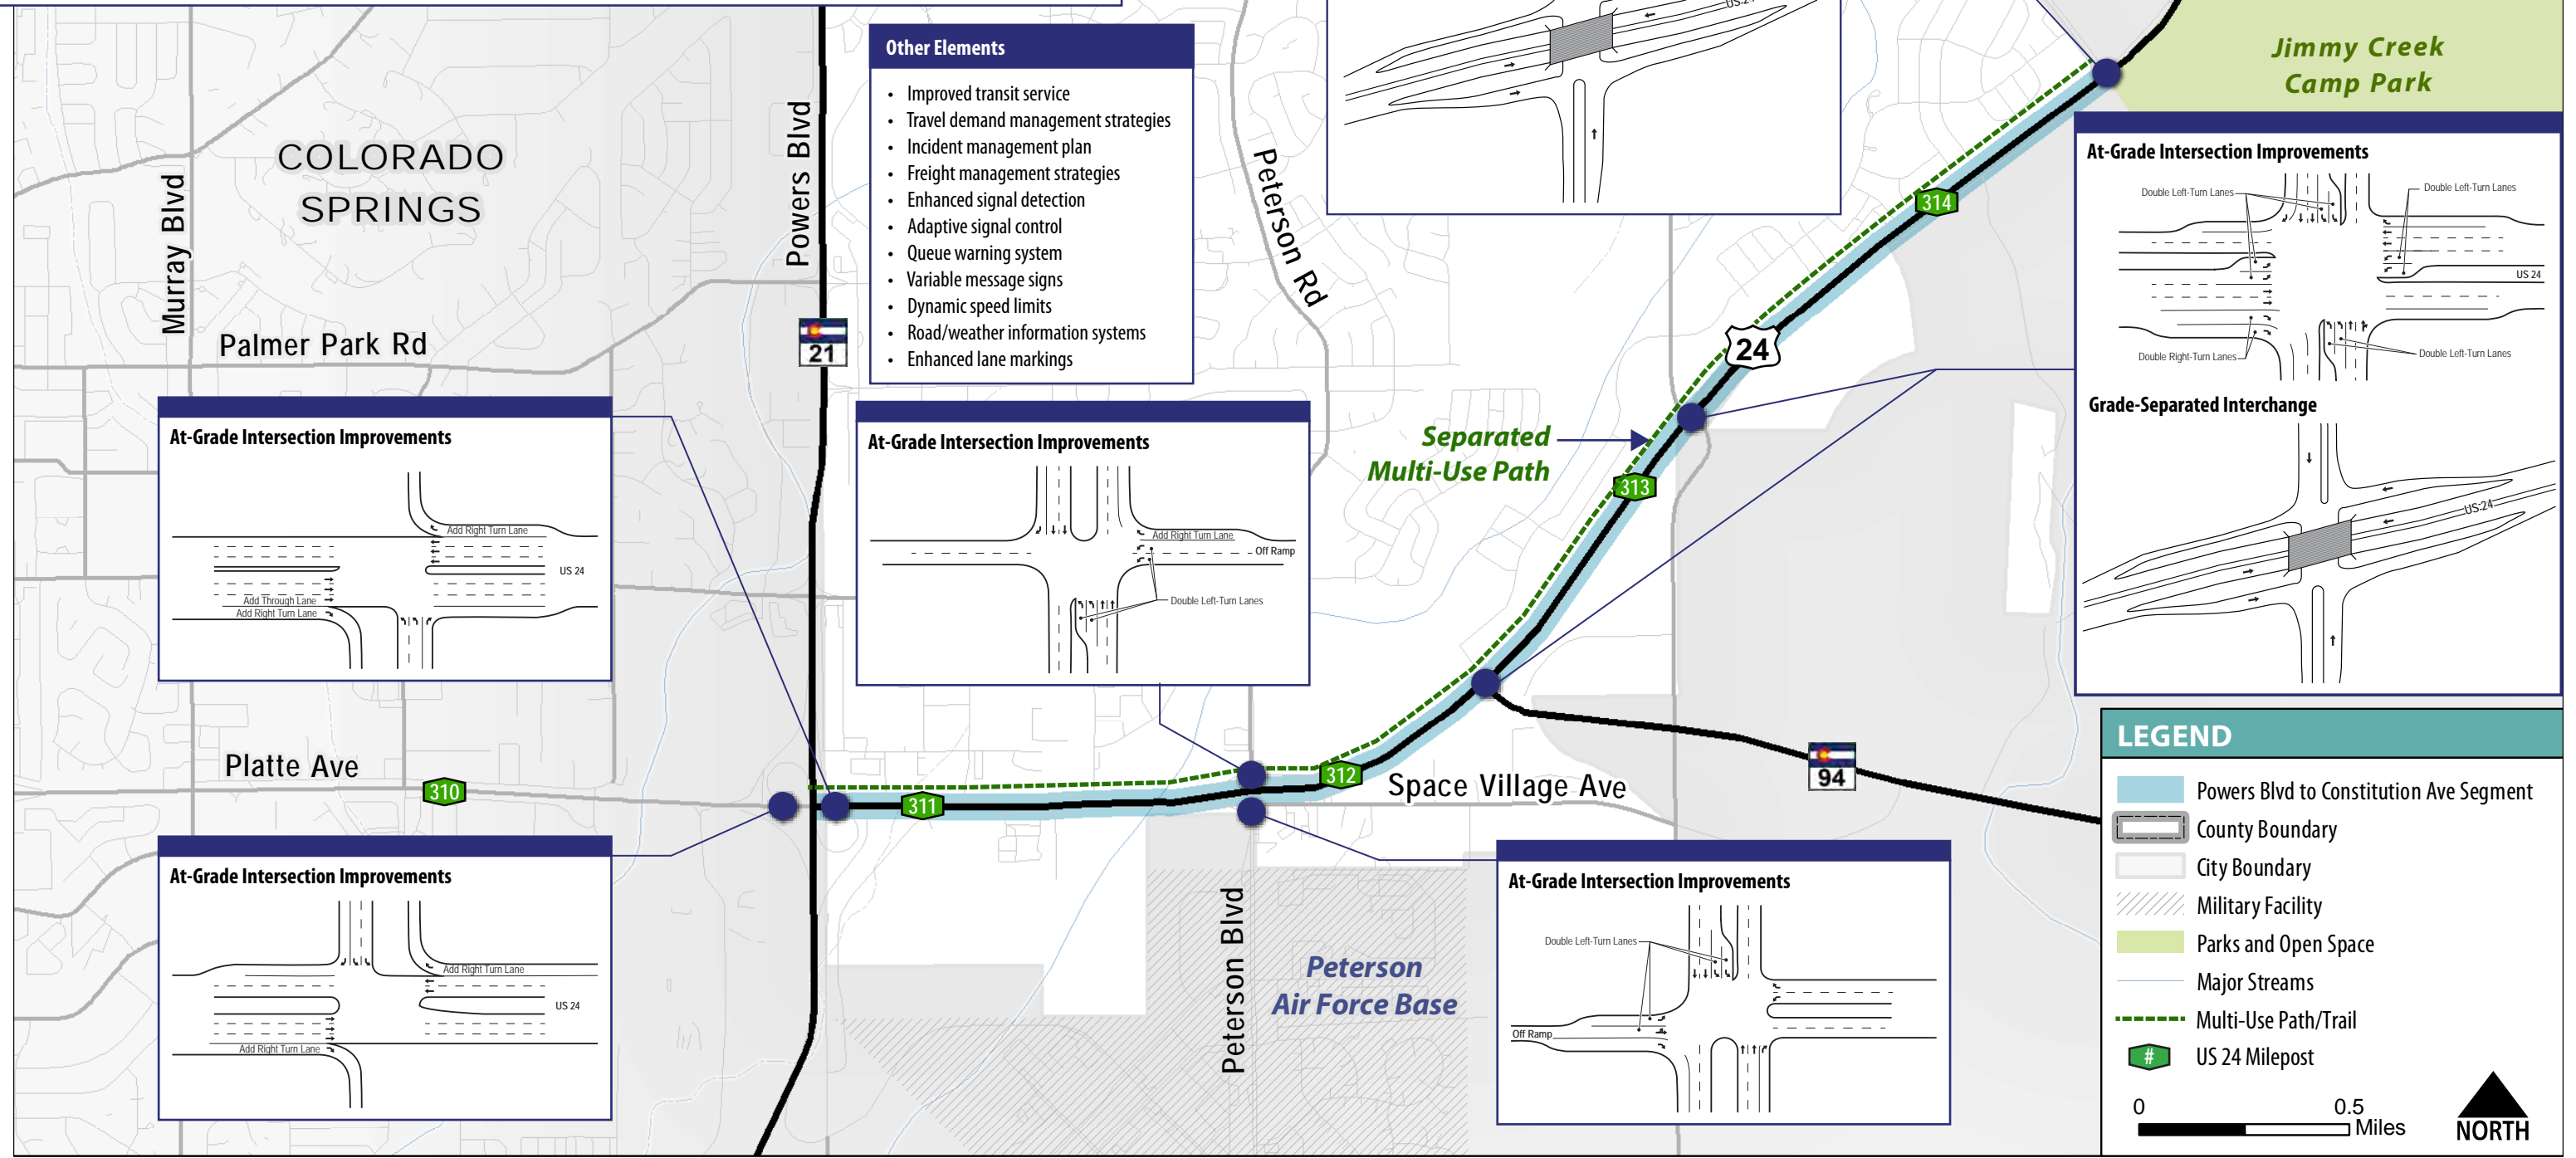 US 24
Jimmy Creek
Camp Park
Other Elements
• Improved transit service
• Travel demand management strategies
• Incident management plan
• Freight management strategies
• Enhanced signal detection
• Adaptive signal control
• Queue warning system
• Variable message signs
• Dynamic speed limits
• Road/weather information systems
• Enhanced lane markings
COLORADO
SPRINGS
Murray Blvd
Powers Blvd
Peterson Rd
Palmer Park Rd
21
314
24
313
Separated
Multi-Use Path
At-Grade Intersection Improvements
Double Left-Turn Lanes
Double Left-Turn Lanes
US 24
Double Right-Turn Lanes
Double Left-Turn Lanes
Grade-Separated Interchange
US 24
At-Grade Intersection Improvements
Add Right Turn Lane
US 24
Add Through Lane
Add Right Turn Lane
At-Grade Intersection Improvements
Add Right Turn Lane
Off Ramp
Double Left-Turn Lanes
Platte Ave
310
311
312
Space Village Ave
94
At-Grade Intersection Improvements
Add Right Turn Lane
US 24
Add Right Turn Lane
Peterson Blvd
Peterson
Air Force Base
At-Grade Intersection Improvements
Double Left-Turn Lanes
Off Ramp
LEGEND
Powers Blvd to Constitution Ave Segment
County Boundary
City Boundary
Military Facility
Parks and Open Space
Major Streams
Multi-Use Path/Trail
# US 24 Milepost
0 0.5
Miles
NORTH